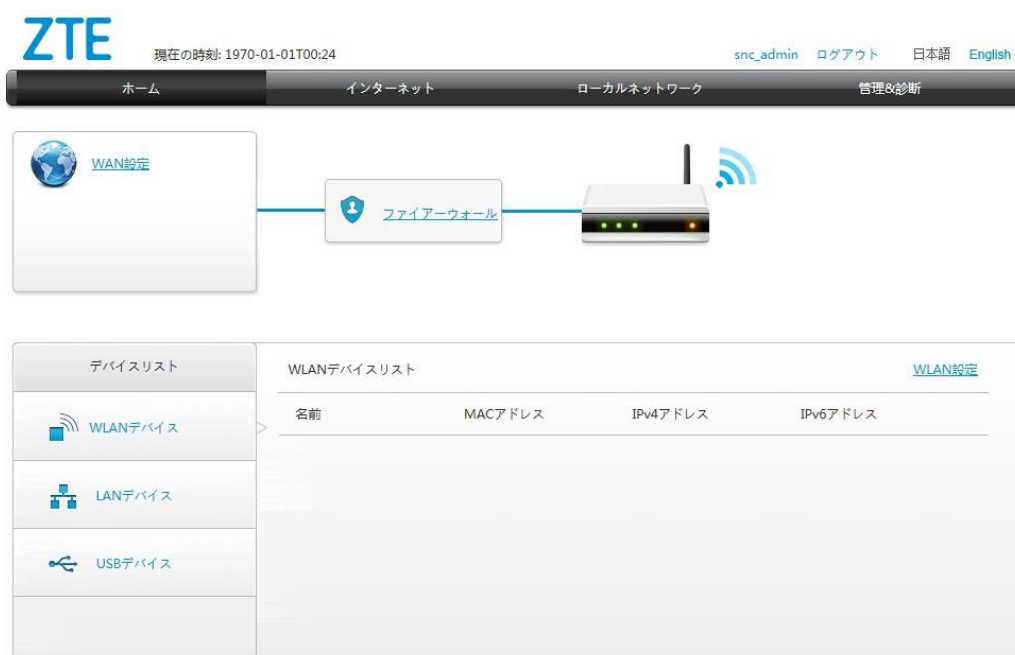 ZTE
現在の時刻: 1970-01-01T00:24 snc_admin ログアウト 日本語 English
ホーム インターネット ローカルネットワーク 管理&診断
WAN設定
ファイアーウォール
デバイスリスト
WLANデバイスリスト WLAN設定
名前 MACアドレス IPv4アドレス IPv6アドレス
WLANデバイス
LANデバイス
USBデバイス